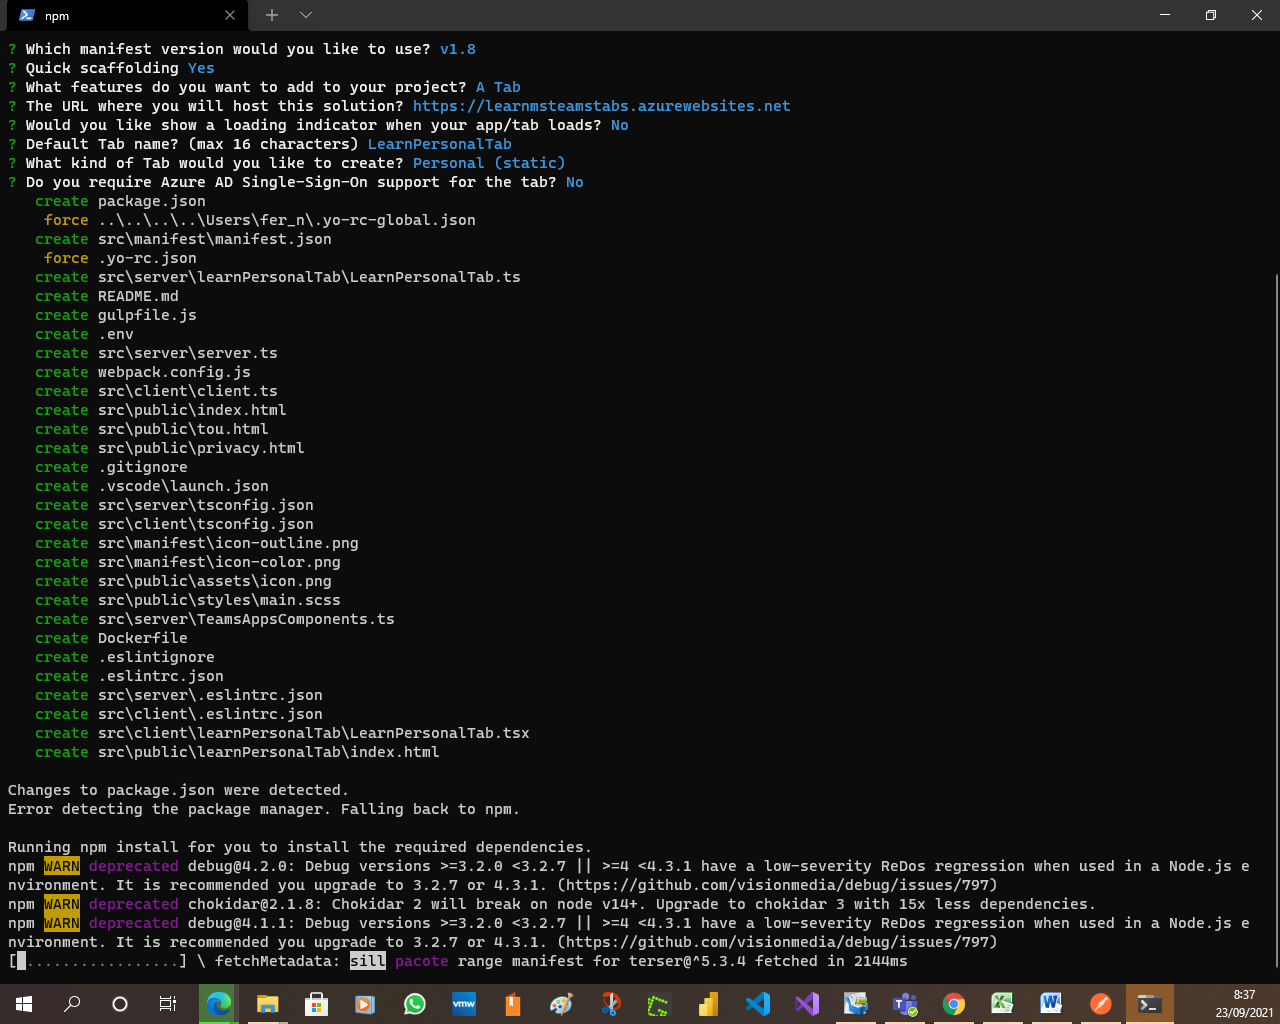 npm
? Which manifest version would you like to use? v1.8
? Quick scaffolding Yes
? What features do you want to add to your project? A Tab
? The URL where you will host this solution? https://learnmsteamstabs.azurewebsites.net
? Would you like show a loading indicator when your app/tab loads? No
? Default Tab name? (max 16 characters) LearnPersonalTab
? What kind of Tab would you like to create? Personal (static)
? Do you require Azure AD Single-Sign-On support for the tab? No
create package.json
force ..\..\..\..\Users\fer_n\.yo-rc-global.json
create src\manifest\manifest.json
force .yo-rc.json
create src\server\learnPersonalTab\LearnPersonalTab.ts
create README.md
create gulpfile.js
create .env
create src\server\server.ts
create webpack.config.js
create src\client\client.ts
create src\public\index.html
create src\public\tou.html
create src\public\privacy.html
create .gitignore
create .vscode\launch.json
create src\server\tsconfig.json
create src\client\tsconfig.json
create src\manifest\icon-outline.png
create src\manifest\icon-color.png
create src\public\assets\icon.png
create src\public\styles\main.scss
create src\server\TeamsAppsComponents.ts
create Dockerfile
create .eslintignore
create .eslintrc.json
create src\server\.eslintrc.json
create src\client\.eslintrc.json
create src\client\learnPersonalTab\LearnPersonalTab.tsx
create src\public\learnPersonalTab\index.html
Changes to package.json were detected.
Error detecting the package manager. Falling back to npm.
Running npm install for you to install the required dependencies.
npm WARN deprecated debug@4.2.0: Debug versions >=3.2.0 <3.2.7 || >=4 <4.3.1 have a low-severity ReDos regression when used in a Node.js e
nvironment. It is recommended you upgrade to 3.2.7 or 4.3.1. (https://github.com/visionmedia/debug/issues/797)
npm WARN deprecated chokidar@2.1.8: Chokidar 2 will break on node v14+. Upgrade to chokidar 3 with 15x less dependencies.
npm WARN deprecated debug@4.1.1: Debug versions >=3.2.0 <3.2.7 || >=4 <4.3.1 have a low-severity ReDos regression when used in a Node.js e
nvironment. It is recommended you upgrade to 3.2.7 or 4.3.1. (https://github.com/visionmedia/debug/issues/797)
[ .................] \ fetchMetadata: sill pacote range manifest for terser@^5.3.4 fetched in 2144ms
vmw
8:37
23/09/2021